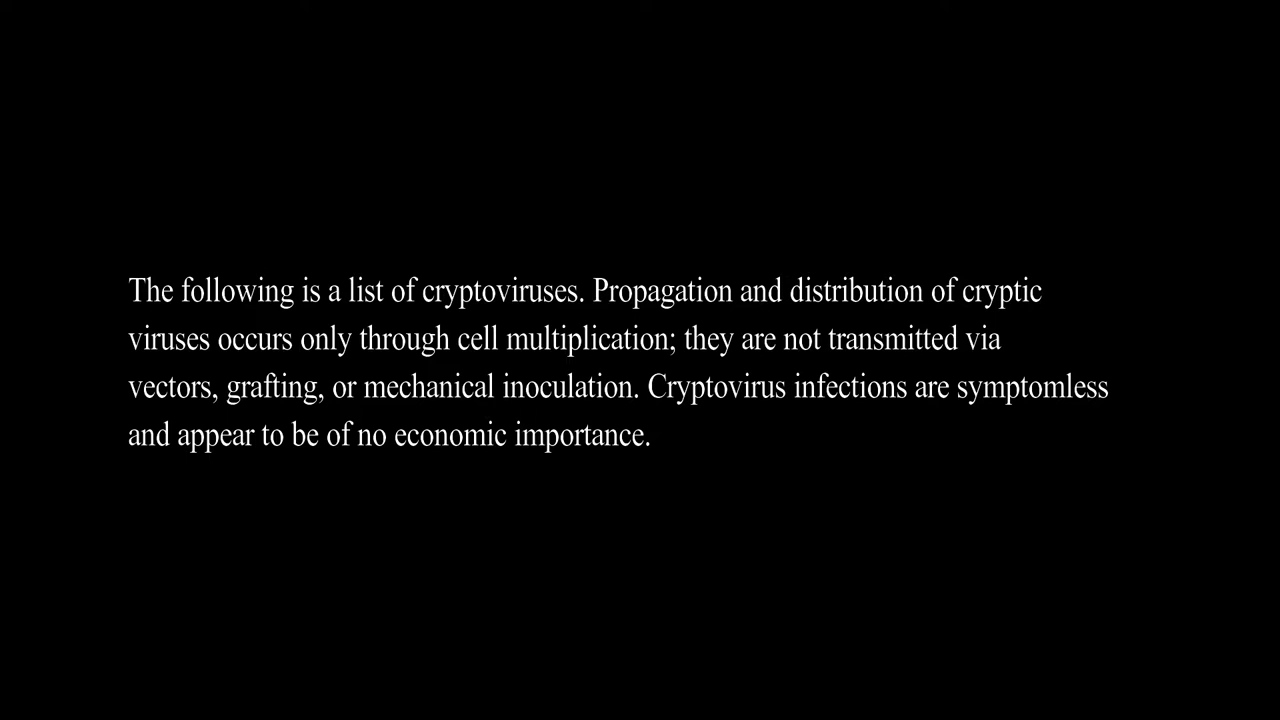 The following is a list of cryptoviruses. Propagation and distribution of cryptic
viruses occurs only through cell multiplication; they are not transmitted via
vectors, grafting, or mechanical inoculation. Cryptovirus infections are symptomless
and appear to be of no economic importance.